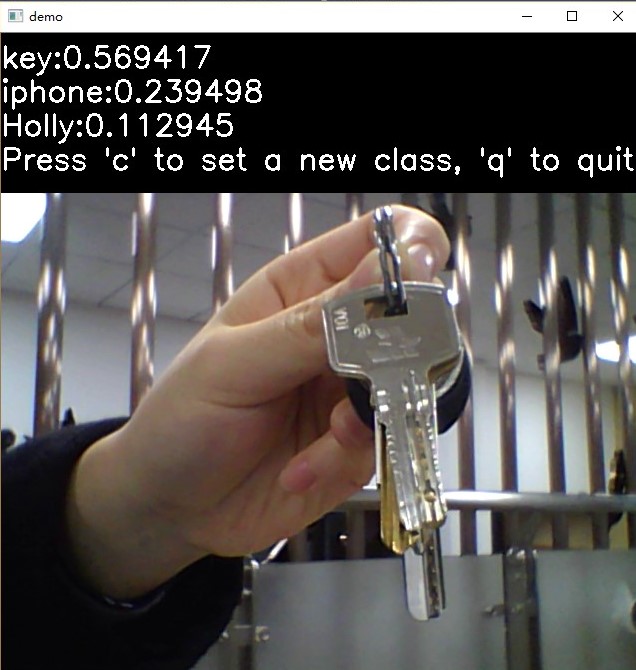 demo
key:0.569417
iphone:0.239498
Holly:0.112945
Press 'c' to set a new class, 'q' to quit